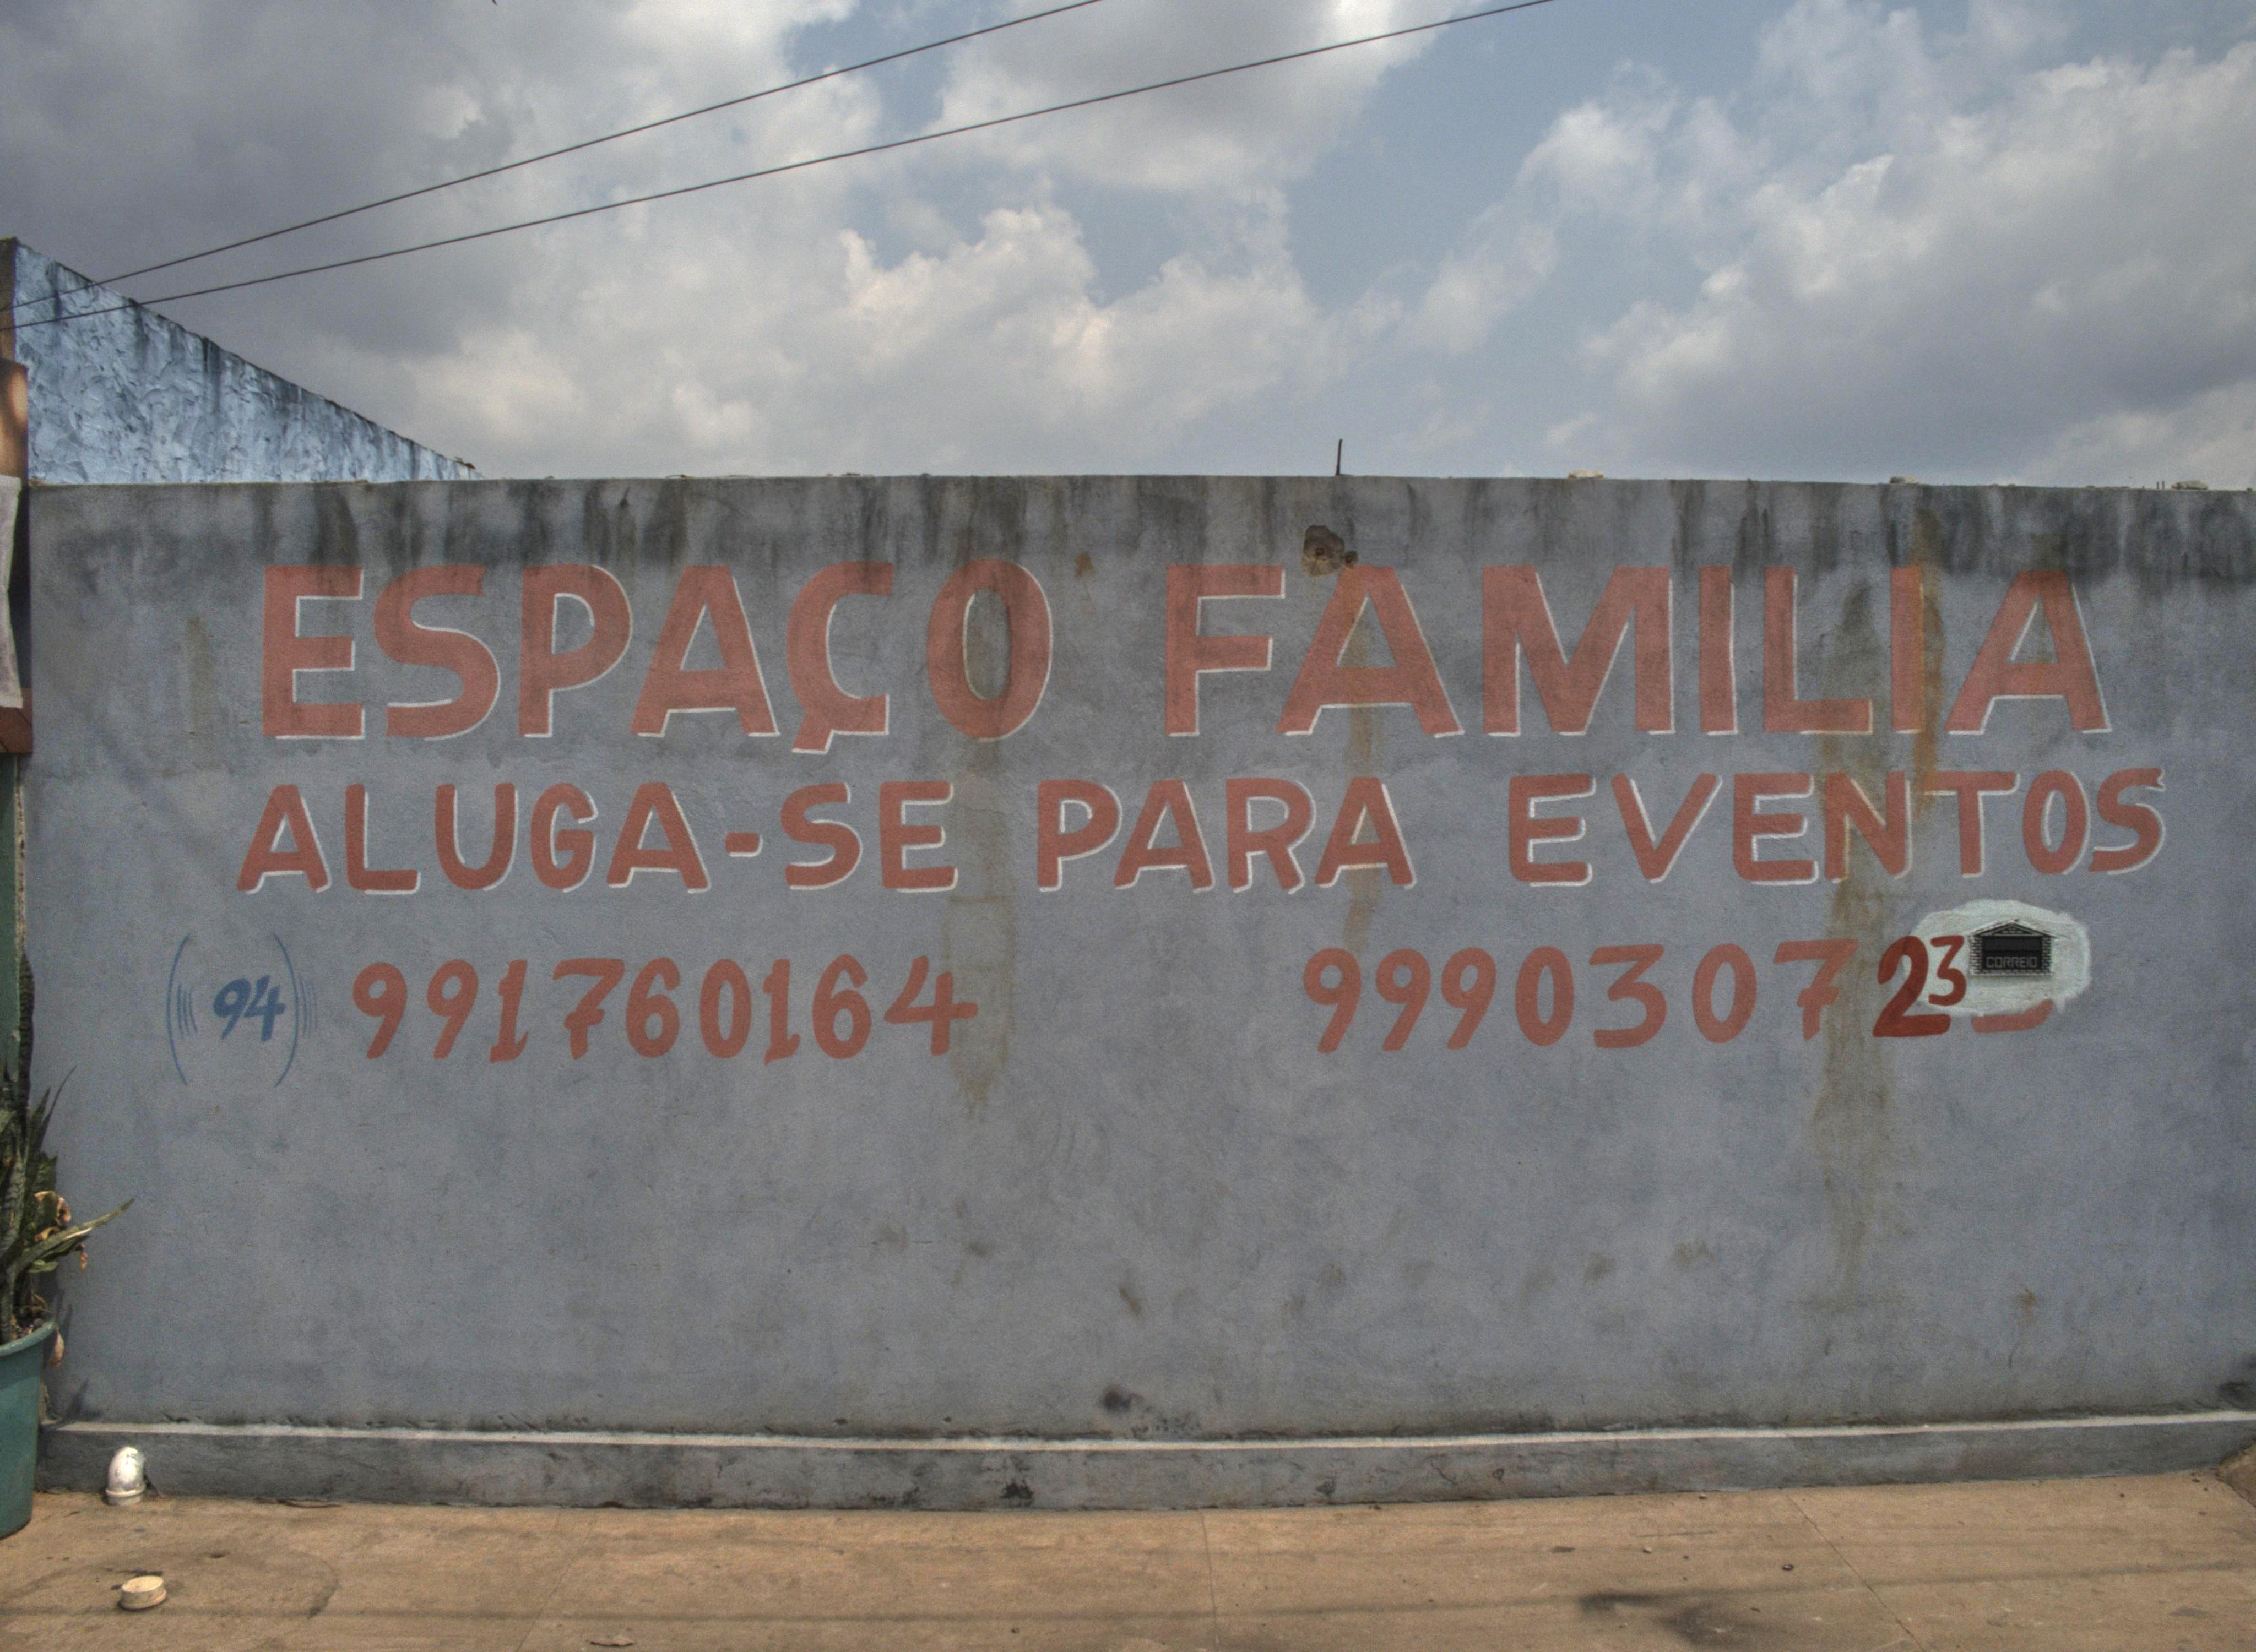 ESPAÇO FAMILIA
ALUGA-SE PARA EVENTOS
(94) 991760164 999030723
CORREIO